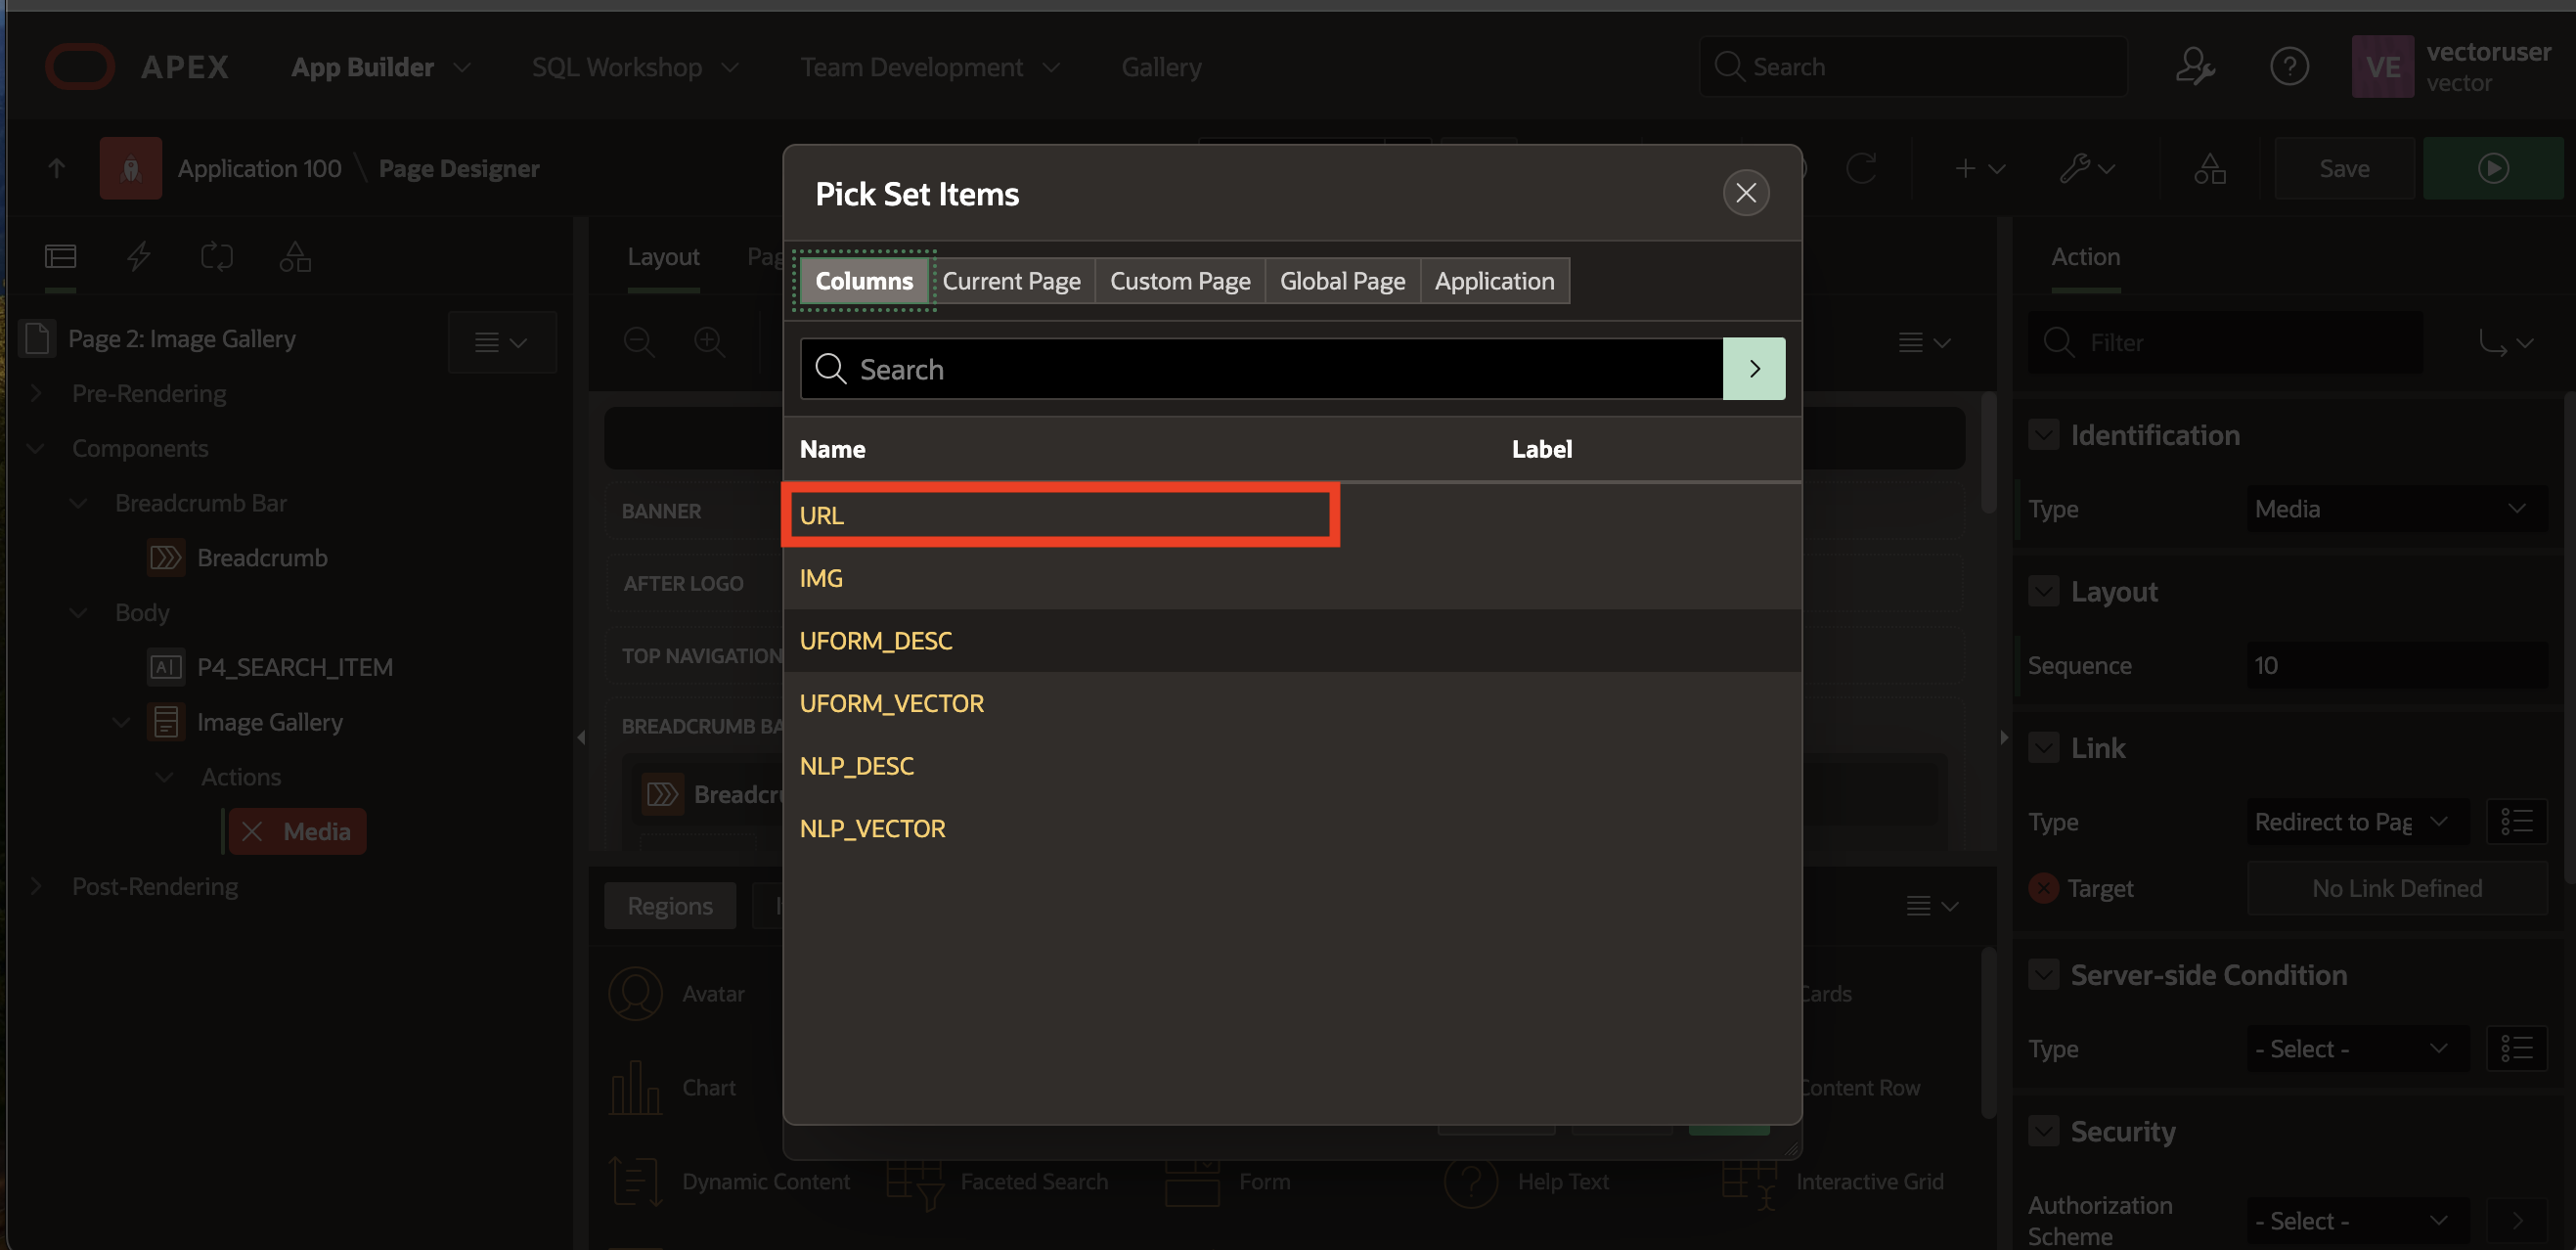 APEX App Builder SQL Workshop Team Development Gallery Search VE vectoruser
vector
Application 100 \ Page Designer Save
Pick Set Items
Columns Current Page Custom Page Global Page Application
Search
Name Label
URL
IMG
UFORM_DESC
UFORM_VECTOR
NLP_DESC
NLP_VECTOR
Page 2: Image Gallery
Pre-Rendering
Components
Breadcrumb Bar
Breadcrumb
Body
P4_SEARCH_ITEM
Image Gallery
Actions
Media
Post-Rendering
Layout
BANNER
AFTER LOGO
TOP NAVIGATION
BREADCRUMB
Regions
Avatar Cards
Chart Content Row
Dynamic Content Faceted Search Form Help Text Interactive Grid
Action
Filter
Identification
Type Media
Layout
Sequence 10
Link
Type Redirect to
Target No Link Defined
Server-side Condition
Type - Select -
Security
Authorization
Scheme - Select -